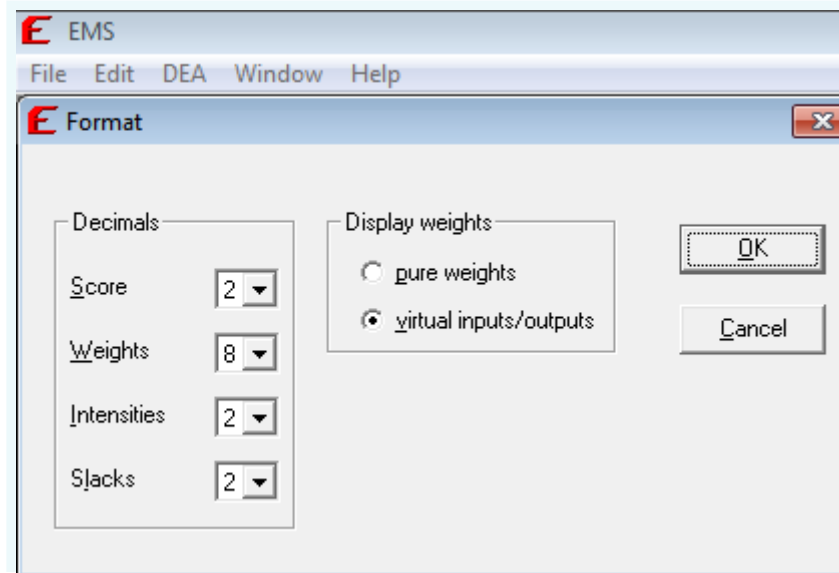 EMS
File Edit DEA Window Help
Format
Decimals
Score 2
Weights 8
Intensities 2
Slacks 2
Display weights
pure weights
virtual inputs/outputs
OK
Cancel